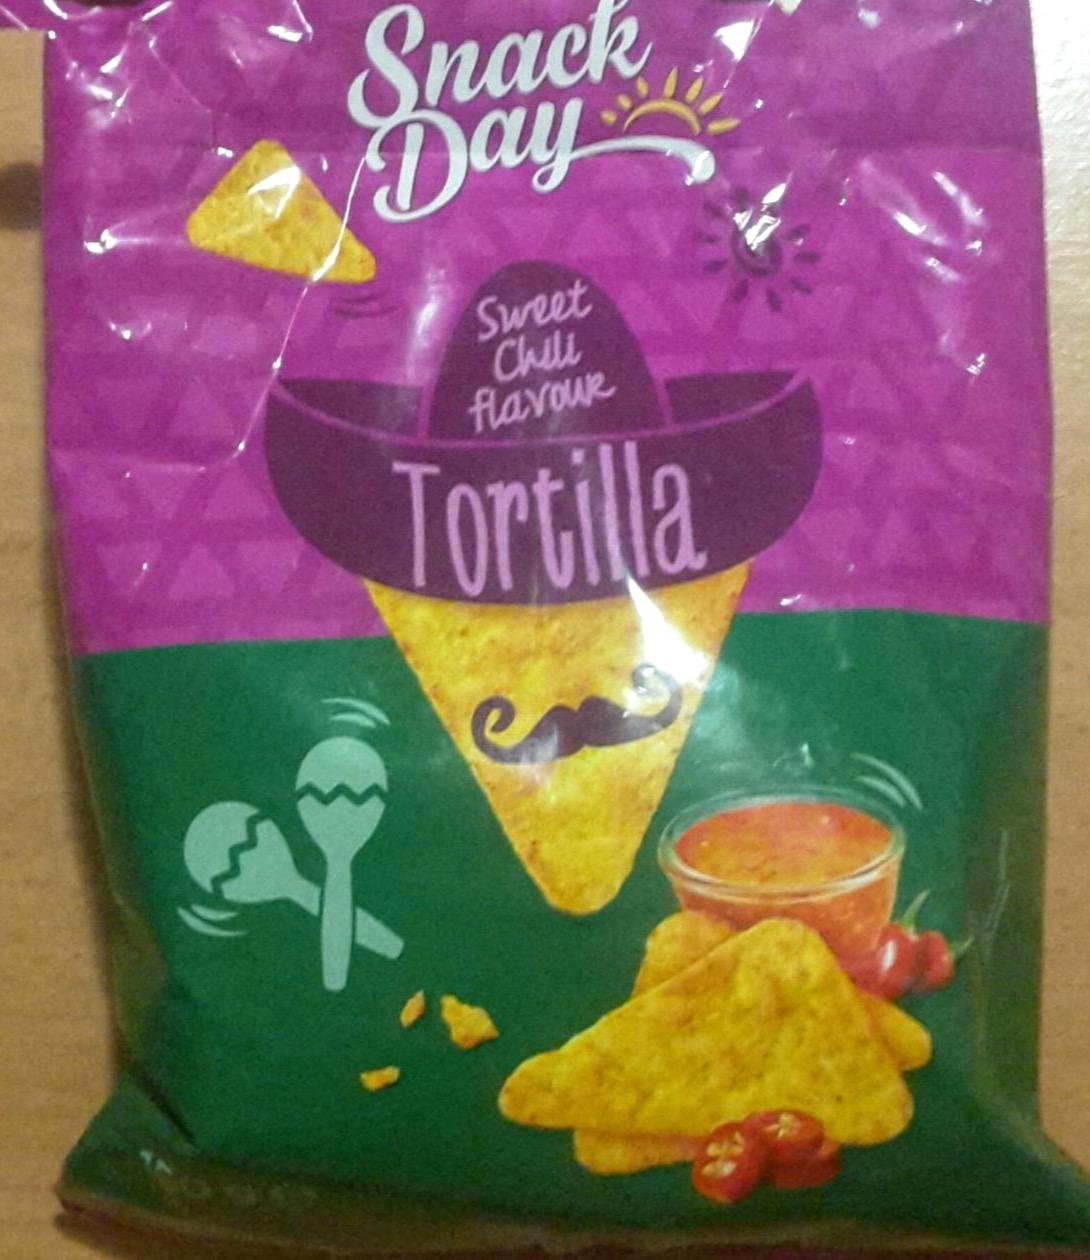 Snack
Day
Sweet
Chili
flavour
Tortilla